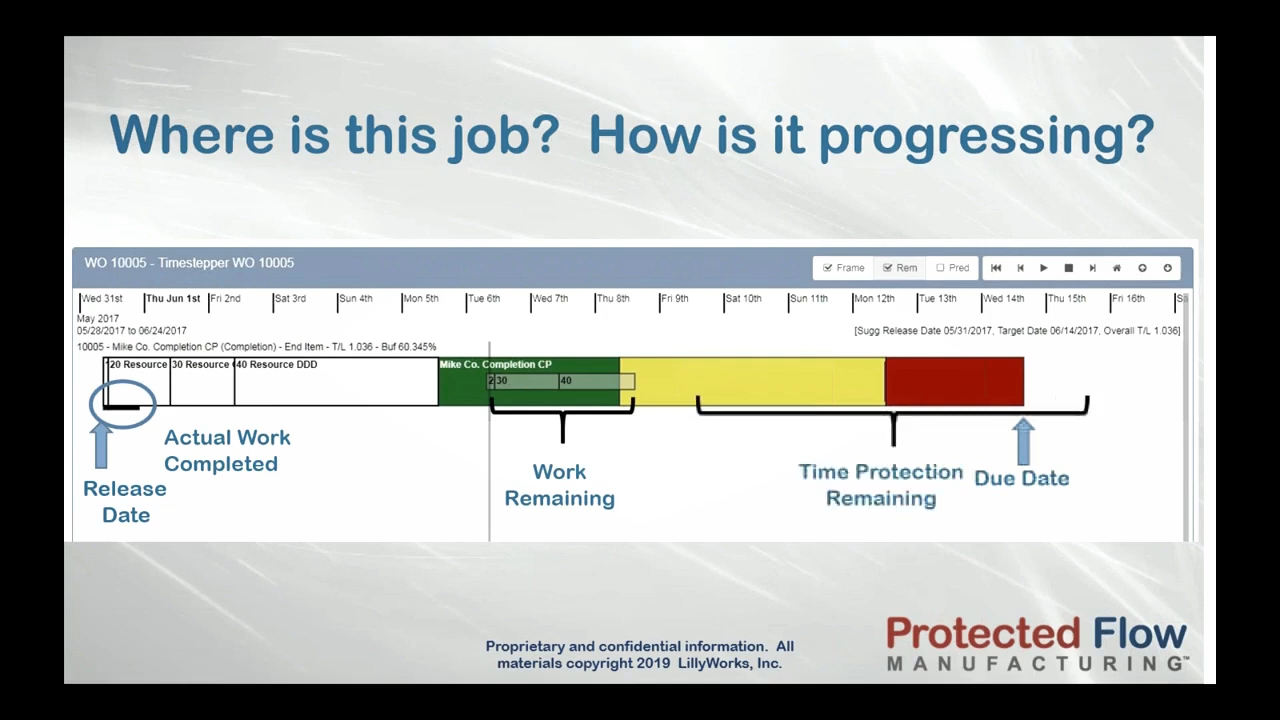 Where is this job? How is it progressing?
WO 10005 - Timestepper WO 10005
Frame Rem Pred
Wed 31st Thu Jun 1st Fri 2nd Sat 3rd Sun 4th Mon 5th Tue 6th Wed 7th Thu 8th Fri 9th Sat 10th Sun 11th Mon 12th Tue 13th Wed 14th Thu 15th Fri 16th
May 2017
05/28/2017 to 06/24/2017
[Sugg Release Date 05/31/2017, Target Date 06/14/2017, Overall T/L 1.036]
10005 - Mike Co. Completion CP (Completion) - End Item - T/L 1.036 - Buf 60.345%
20 Resource 30 Resource 40 Resource DDD Mike Co. Completion CP
2 30 40
Actual Work
Completed
Release
Date
Work
Remaining
Time Protection
Remaining
Due Date
Proprietary and confidential information. All
materials copyright 2019 LillyWorks, Inc.
Protected Flow
MANUFACTURING™